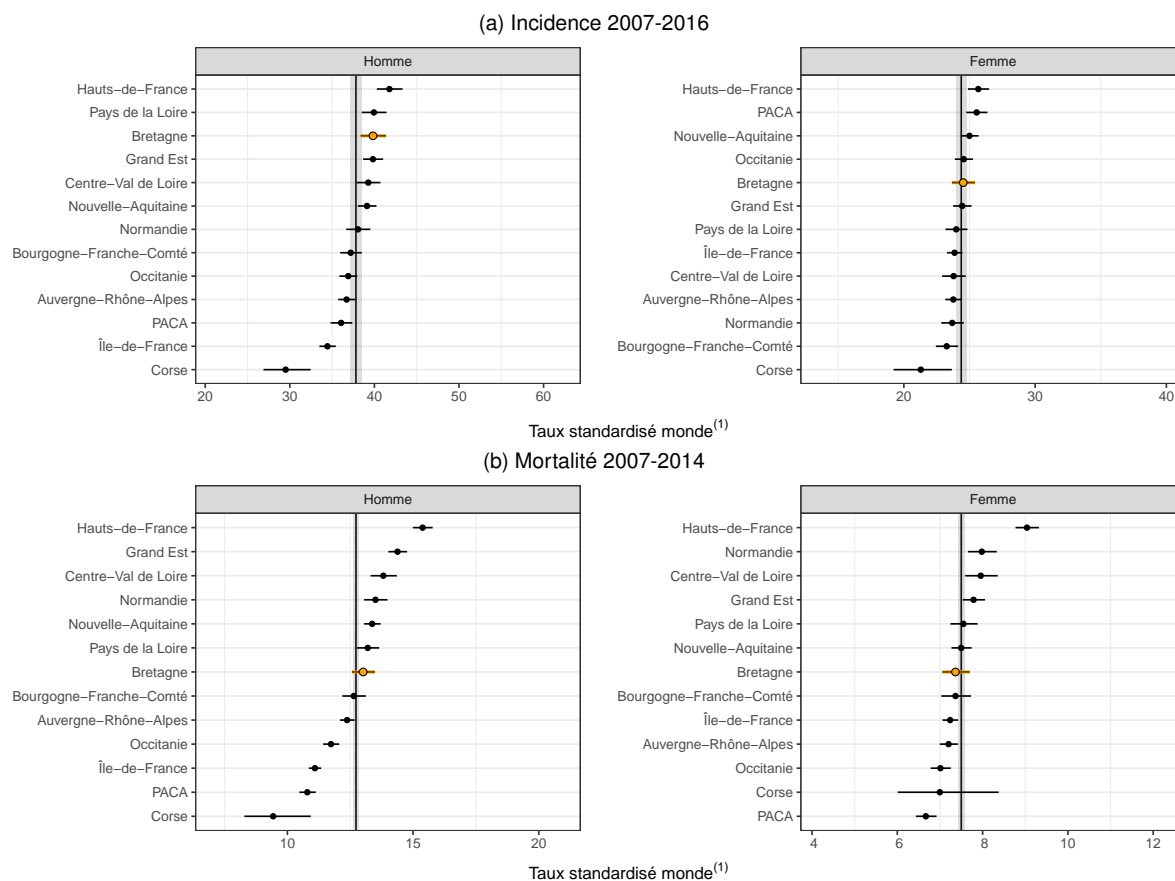 (a) Incidence 2007-2016
Homme
Hauts−de−France
Pays de la Loire
Bretagne
Grand Est
Centre−Val de Loire
Nouvelle−Aquitaine
Normandie
Bourgogne−Franche−Comté
Occitanie
Auvergne−Rhône−Alpes
PACA
Île−de−France
Corse
20 30 40 50 60
Femme
Hauts−de−France
PACA
Nouvelle−Aquitaine
Occitanie
Bretagne
Grand Est
Pays de la Loire
Île−de−France
Centre−Val de Loire
Auvergne−Rhône−Alpes
Normandie
Bourgogne−Franche−Comté
Corse
20 30 40
Taux standardisé monde(1)
(b) Mortalité 2007-2014
Homme
Hauts−de−France
Grand Est
Centre−Val de Loire
Normandie
Nouvelle−Aquitaine
Pays de la Loire
Bretagne
Bourgogne−Franche−Comté
Auvergne−Rhône−Alpes
Occitanie
Île−de−France
PACA
Corse
10 15 20
Femme
Hauts−de−France
Normandie
Centre−Val de Loire
Grand Est
Pays de la Loire
Nouvelle−Aquitaine
Bretagne
Bourgogne−Franche−Comté
Île−de−France
Auvergne−Rhône−Alpes
Occitanie
Corse
PACA
4 6 8 10 12
Taux standardisé monde(1)